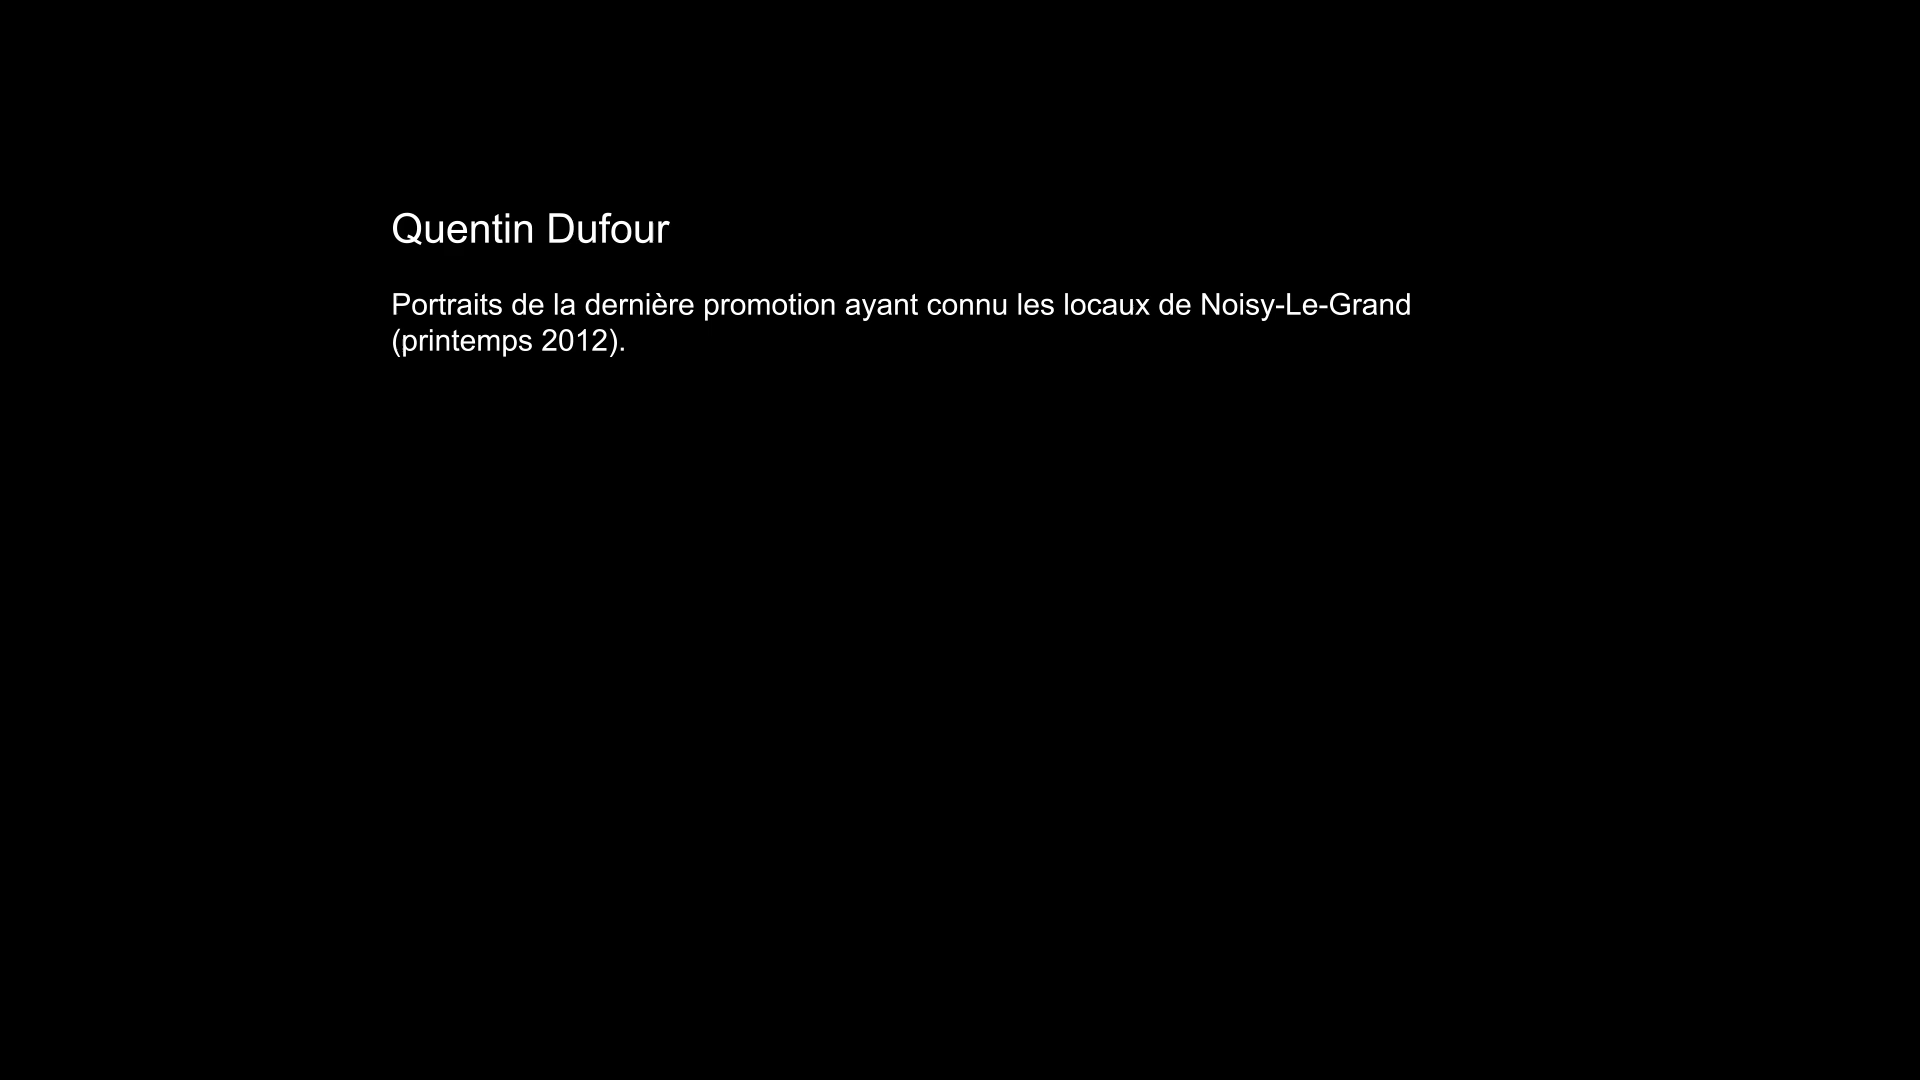 Quentin Dufour
Portraits de la dernière promotion ayant connu les locaux de Noisy-Le-Grand
(printemps 2012).